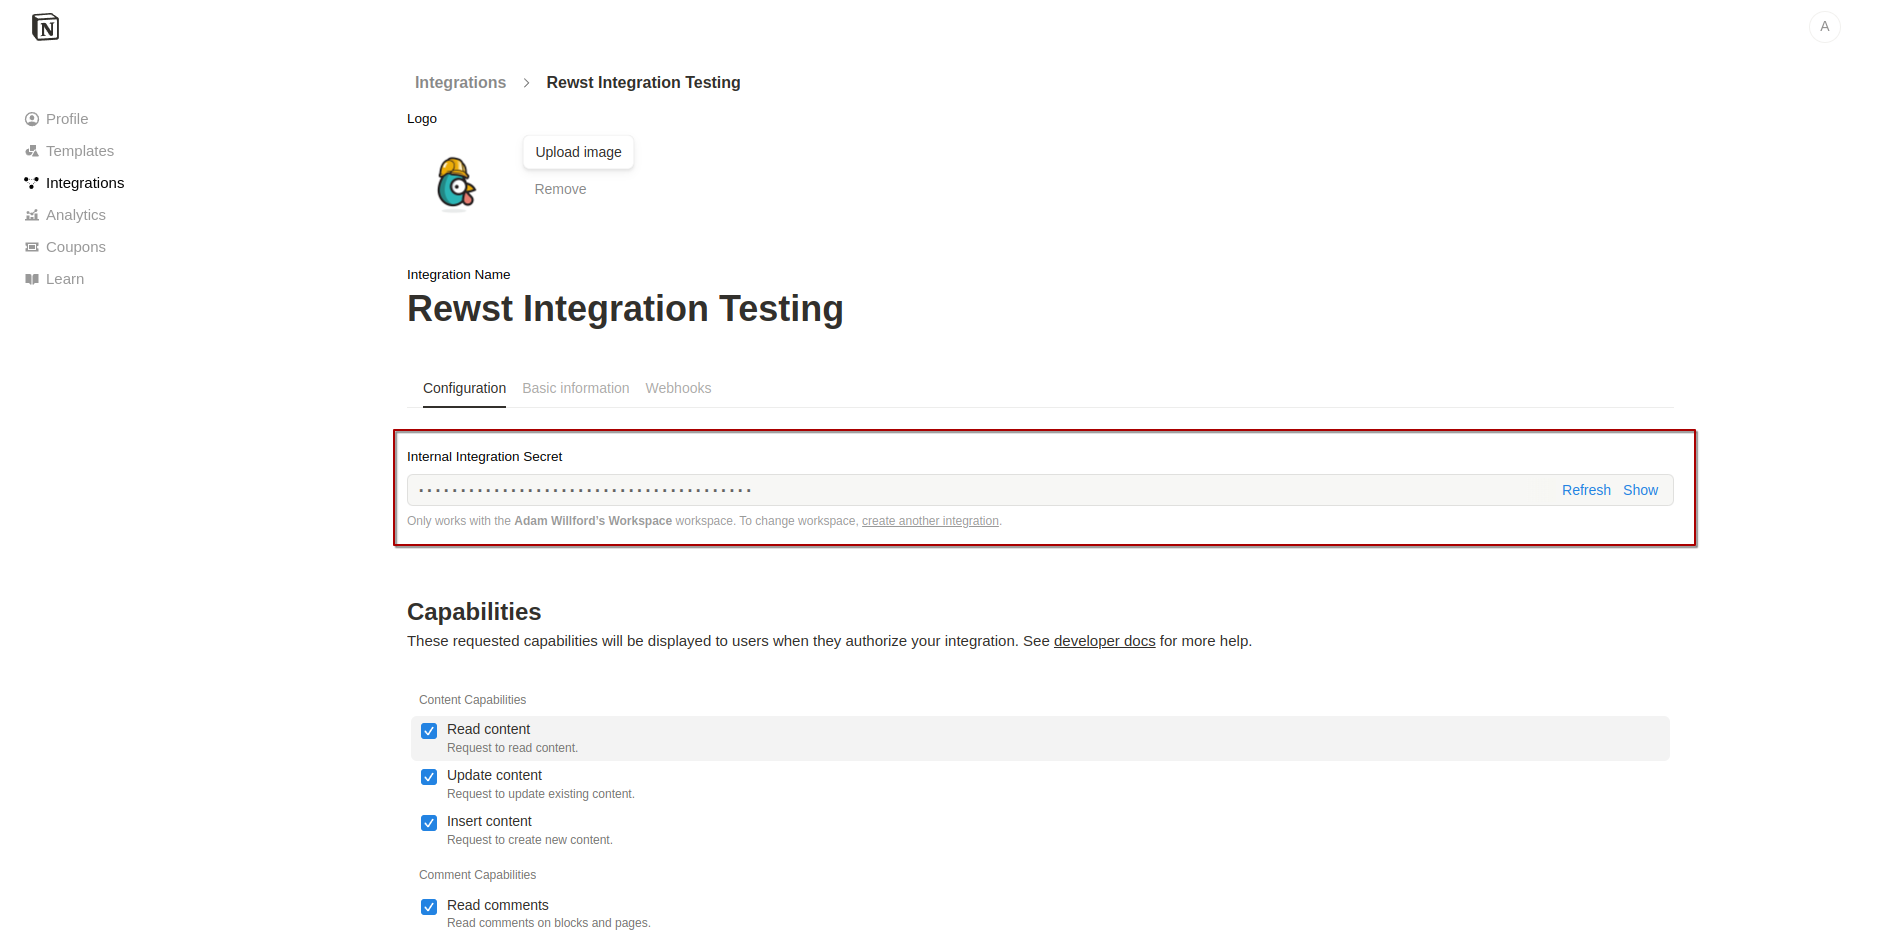 N
A
Integrations > Rewst Integration Testing
Logo
Upload image
Remove
Profile
Templates
Integrations
Analytics
Coupons
Learn
Integration Name
Rewst Integration Testing
Configuration Basic information Webhooks
Internal Integration Secret
•••••••••••••••••••••••••••••••••••••••• Refresh Show
Only works with the Adam Willford’s Workspace workspace. To change workspace, create another integration.
Capabilities
These requested capabilities will be displayed to users when they authorize your integration. See developer docs for more help.
Content Capabilities
Read content
Request to read content.
Update content
Request to update existing content.
Insert content
Request to create new content.
Comment Capabilities
Read comments
Read comments on blocks and pages.